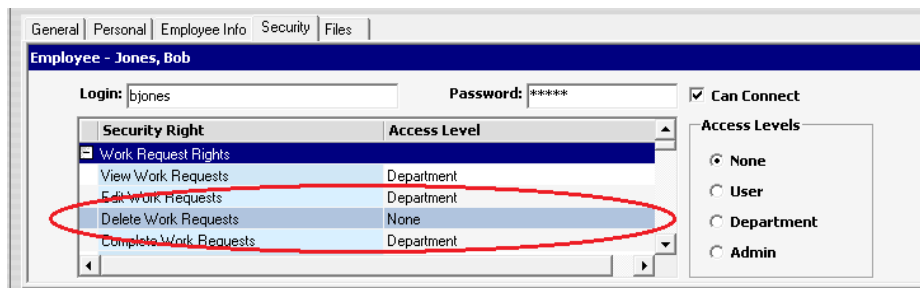 General Personal Employee Info Security Files
Employee - Jones, Bob
Login: bjones Password: ***** Can Connect
Security Right Access Level
Work Request Rights
View Work Requests Department
Edit Work Requests Department
Delete Work Requests None
Complete Work Requests Department
Access Levels
None
User
Department
Admin